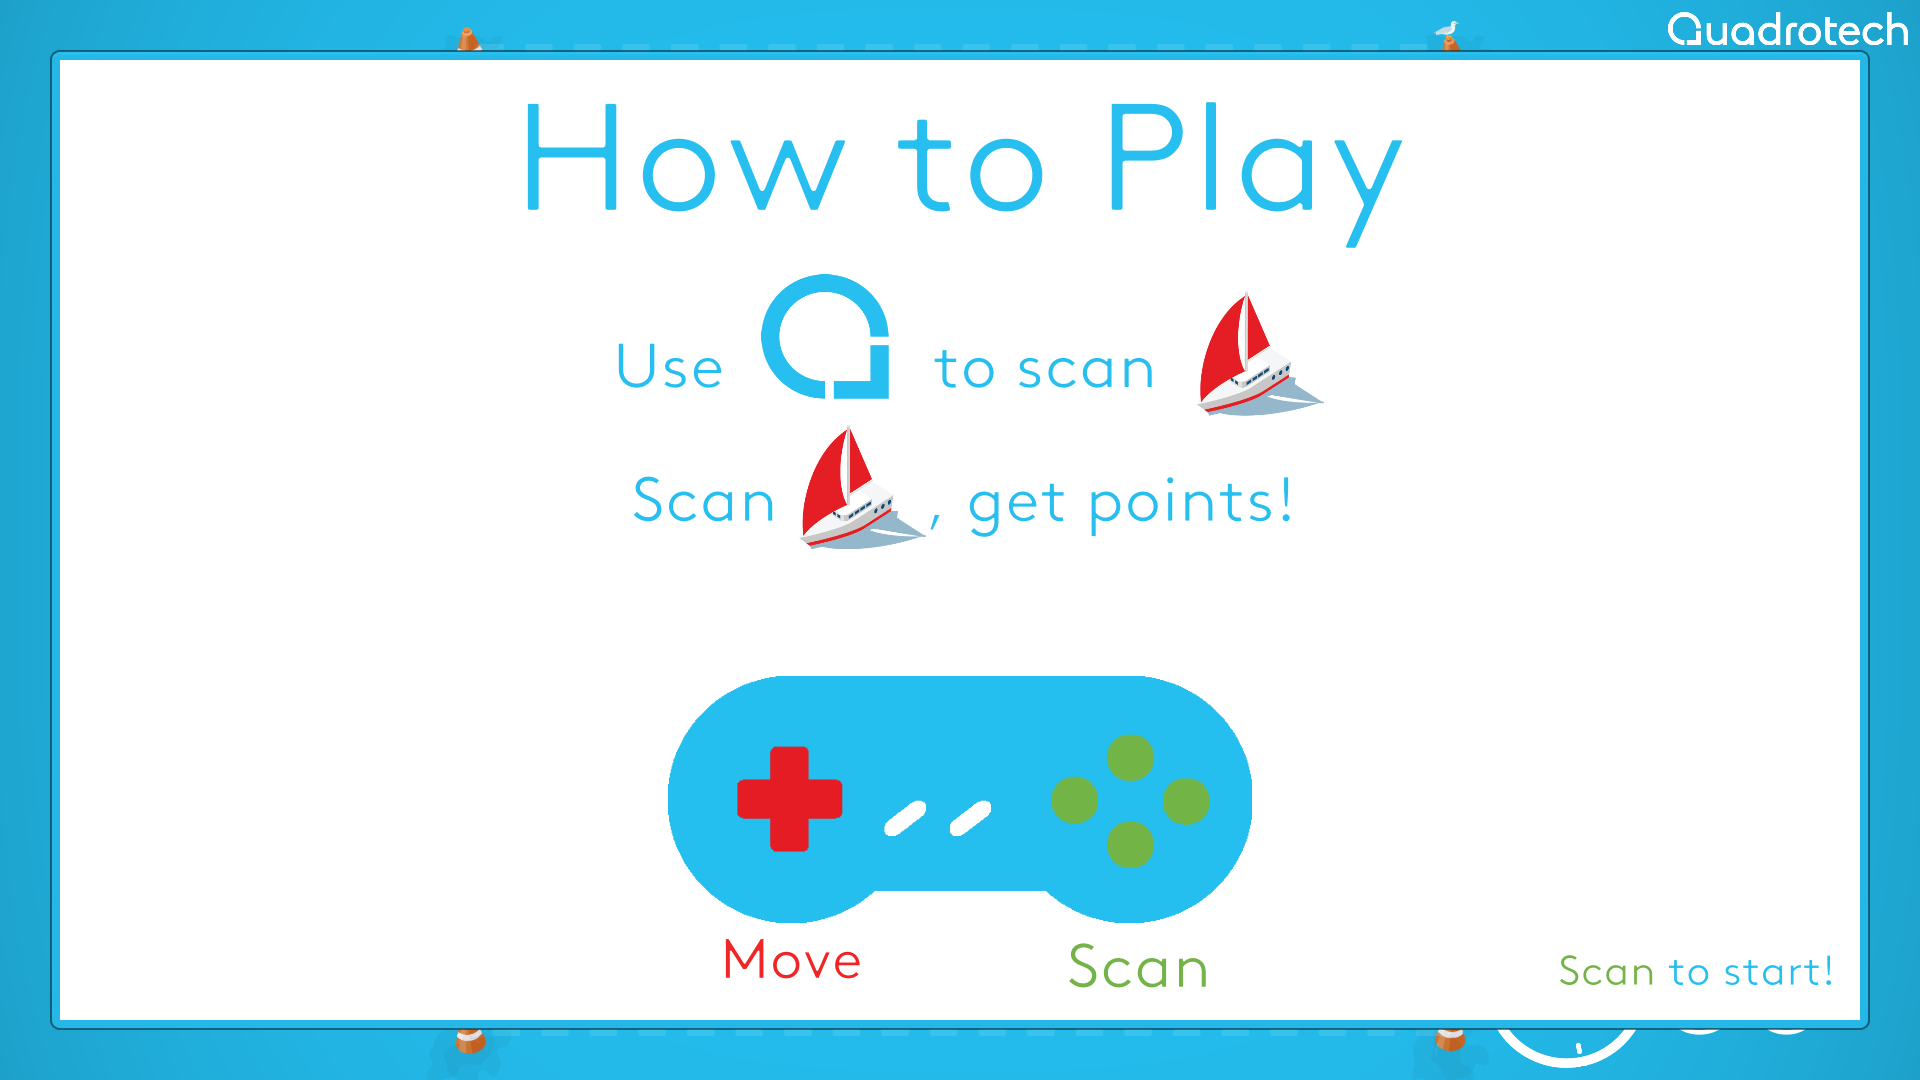 Quadrotech
How to Play
Use to scan
Scan , get points!
Move
Scan
Scan to start!